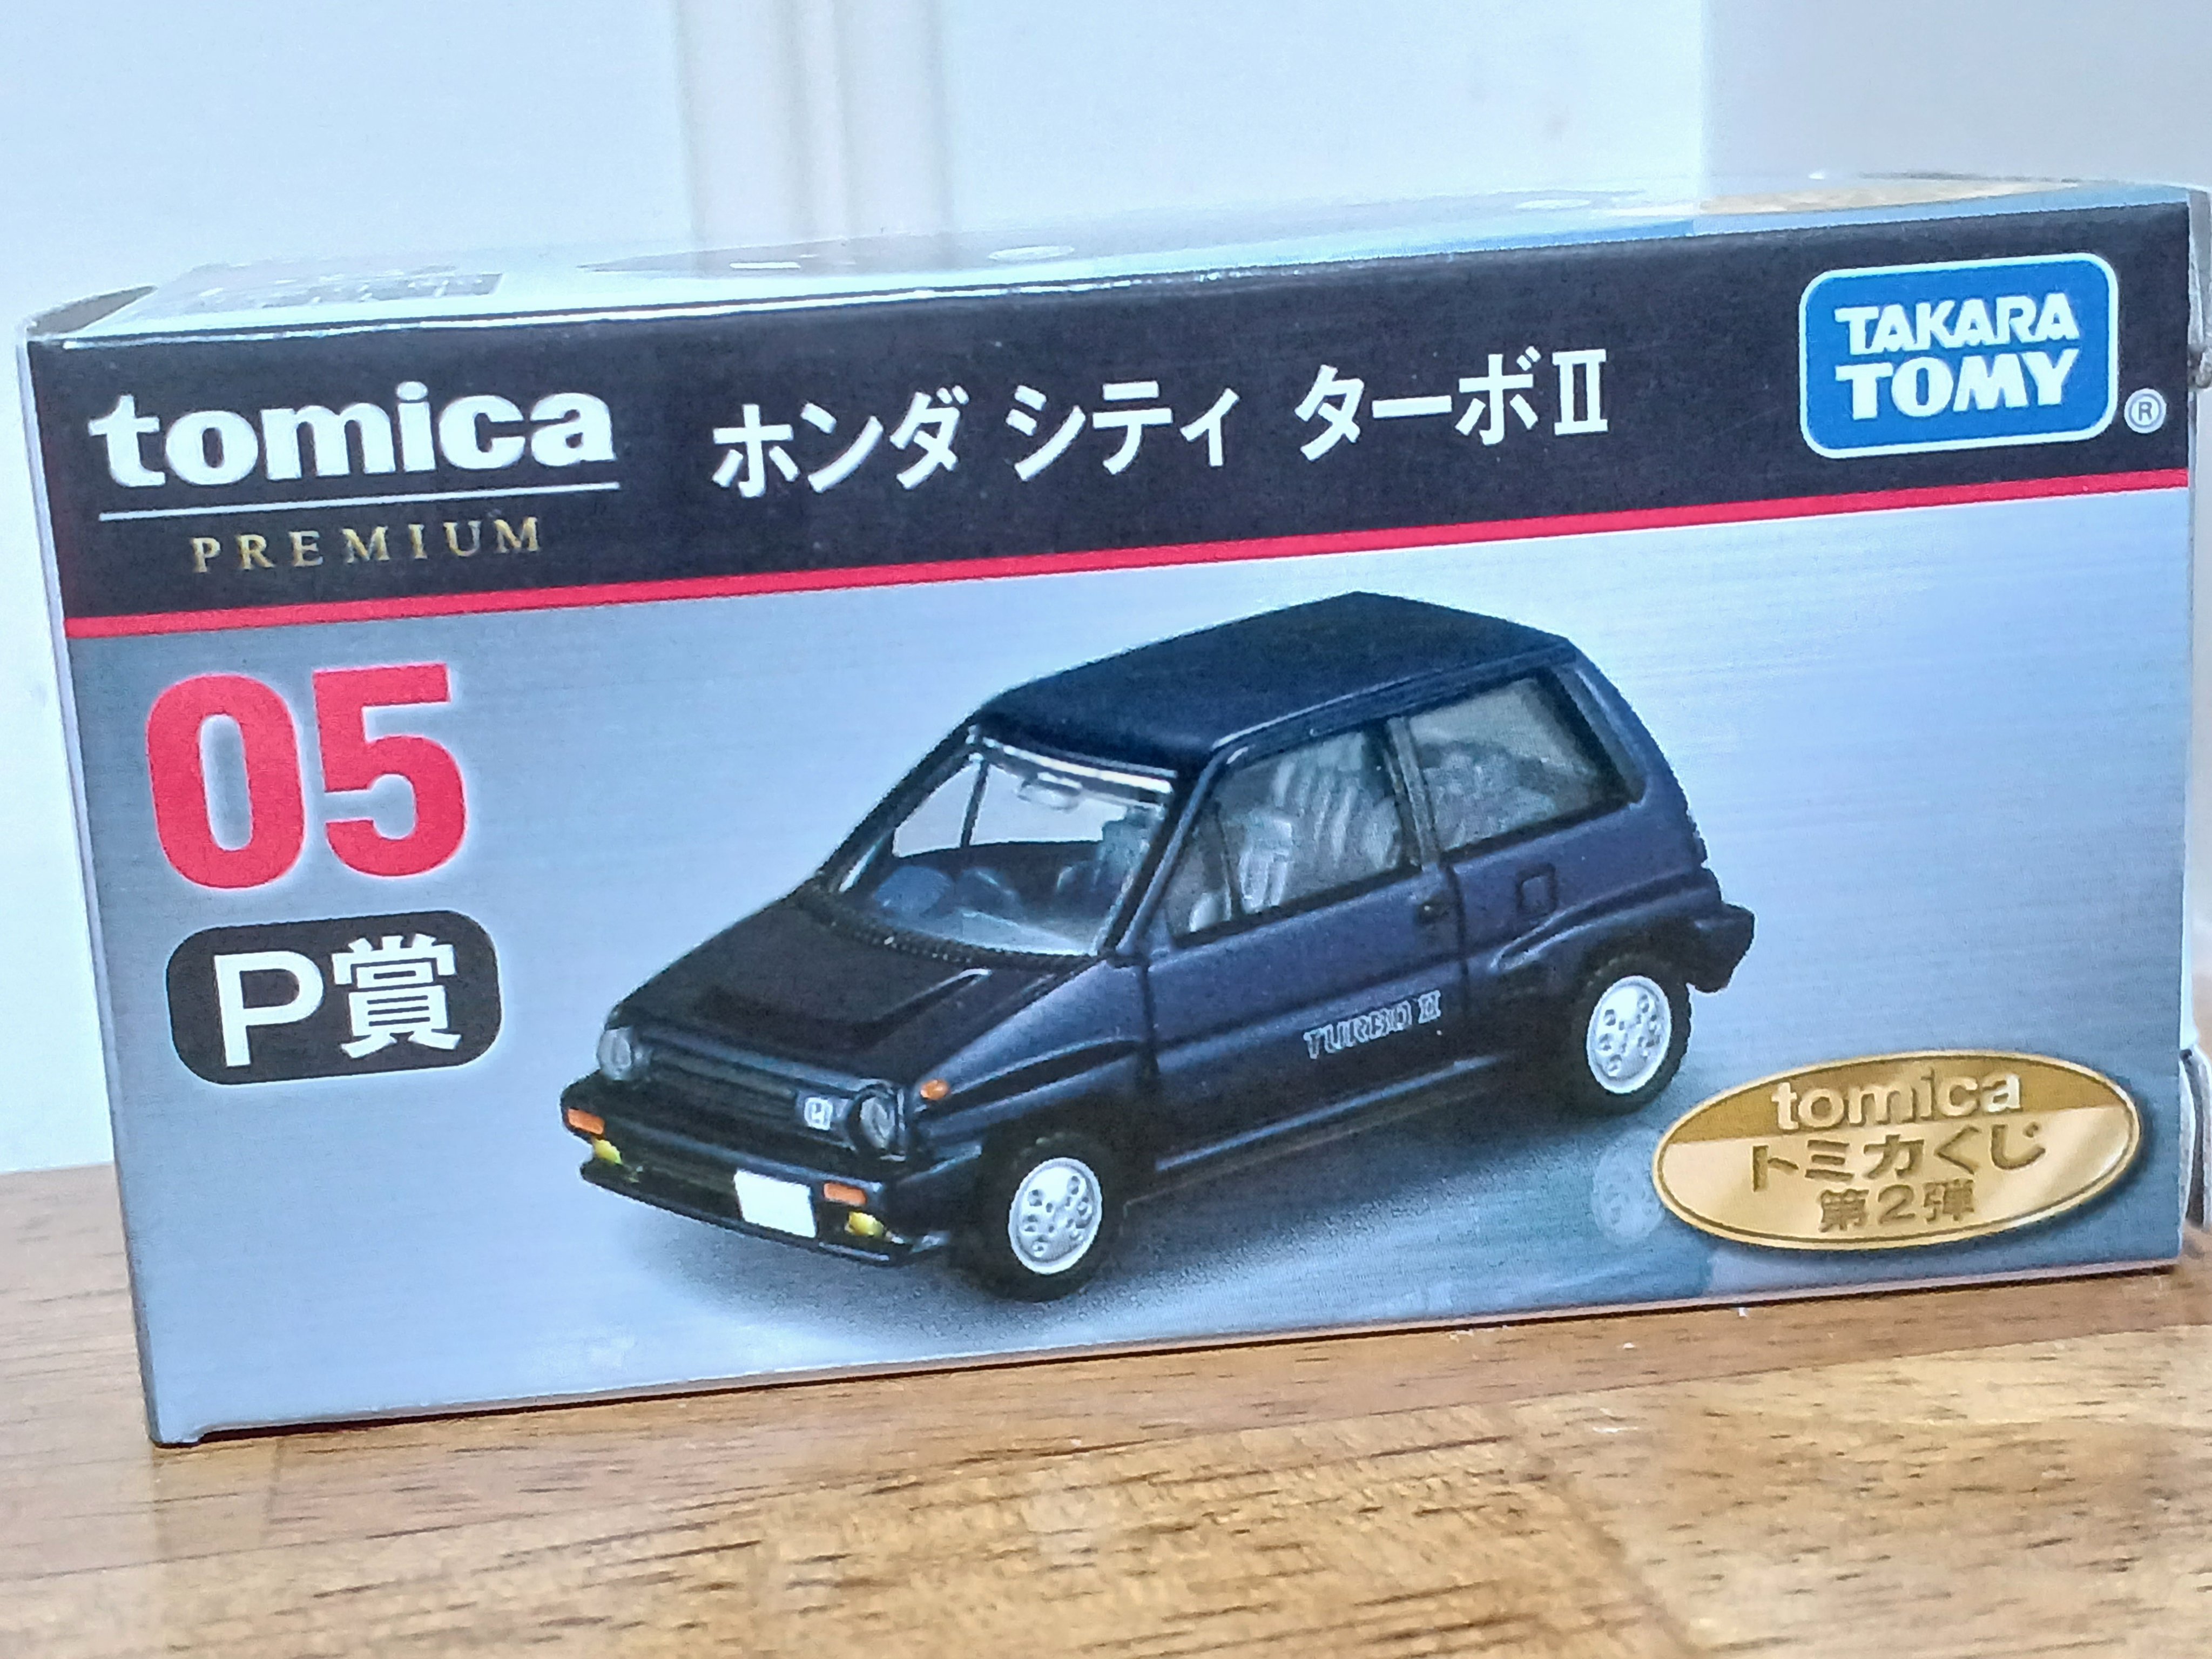 tomica
PREMIUM
ホンダ シティ ターボⅡ
TAKARA
TOMY
®
05
P賞
TURBO II
tomica
トミカくじ
第2弾